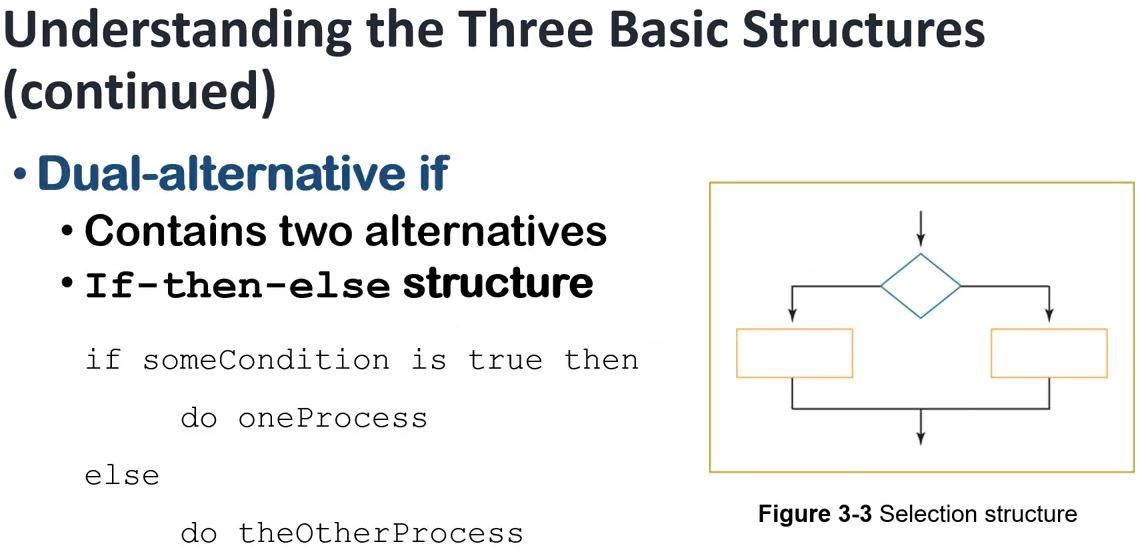 Understanding the Three Basic Structures
(continued)
• Dual-alternative if
• Contains two alternatives
• If-then-else structure
if someCondition is true then
do oneProcess
else
do theOtherProcess
Figure 3-3 Selection structure